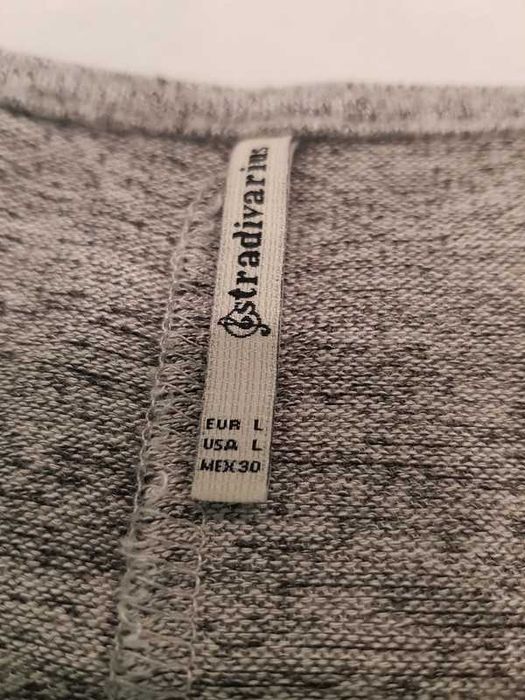 stradivarius
EUR L
USA L
MEX 30